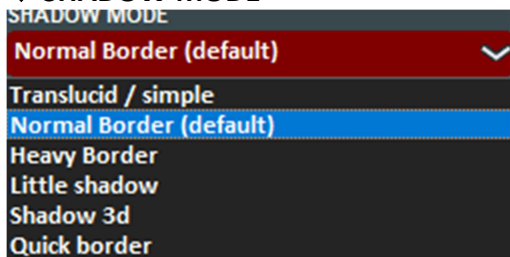 SHADOW MODE
Normal Border (default)
Translucid / simple
Normal Border (default)
Heavy Border
Little shadow
Shadow 3d
Quick border